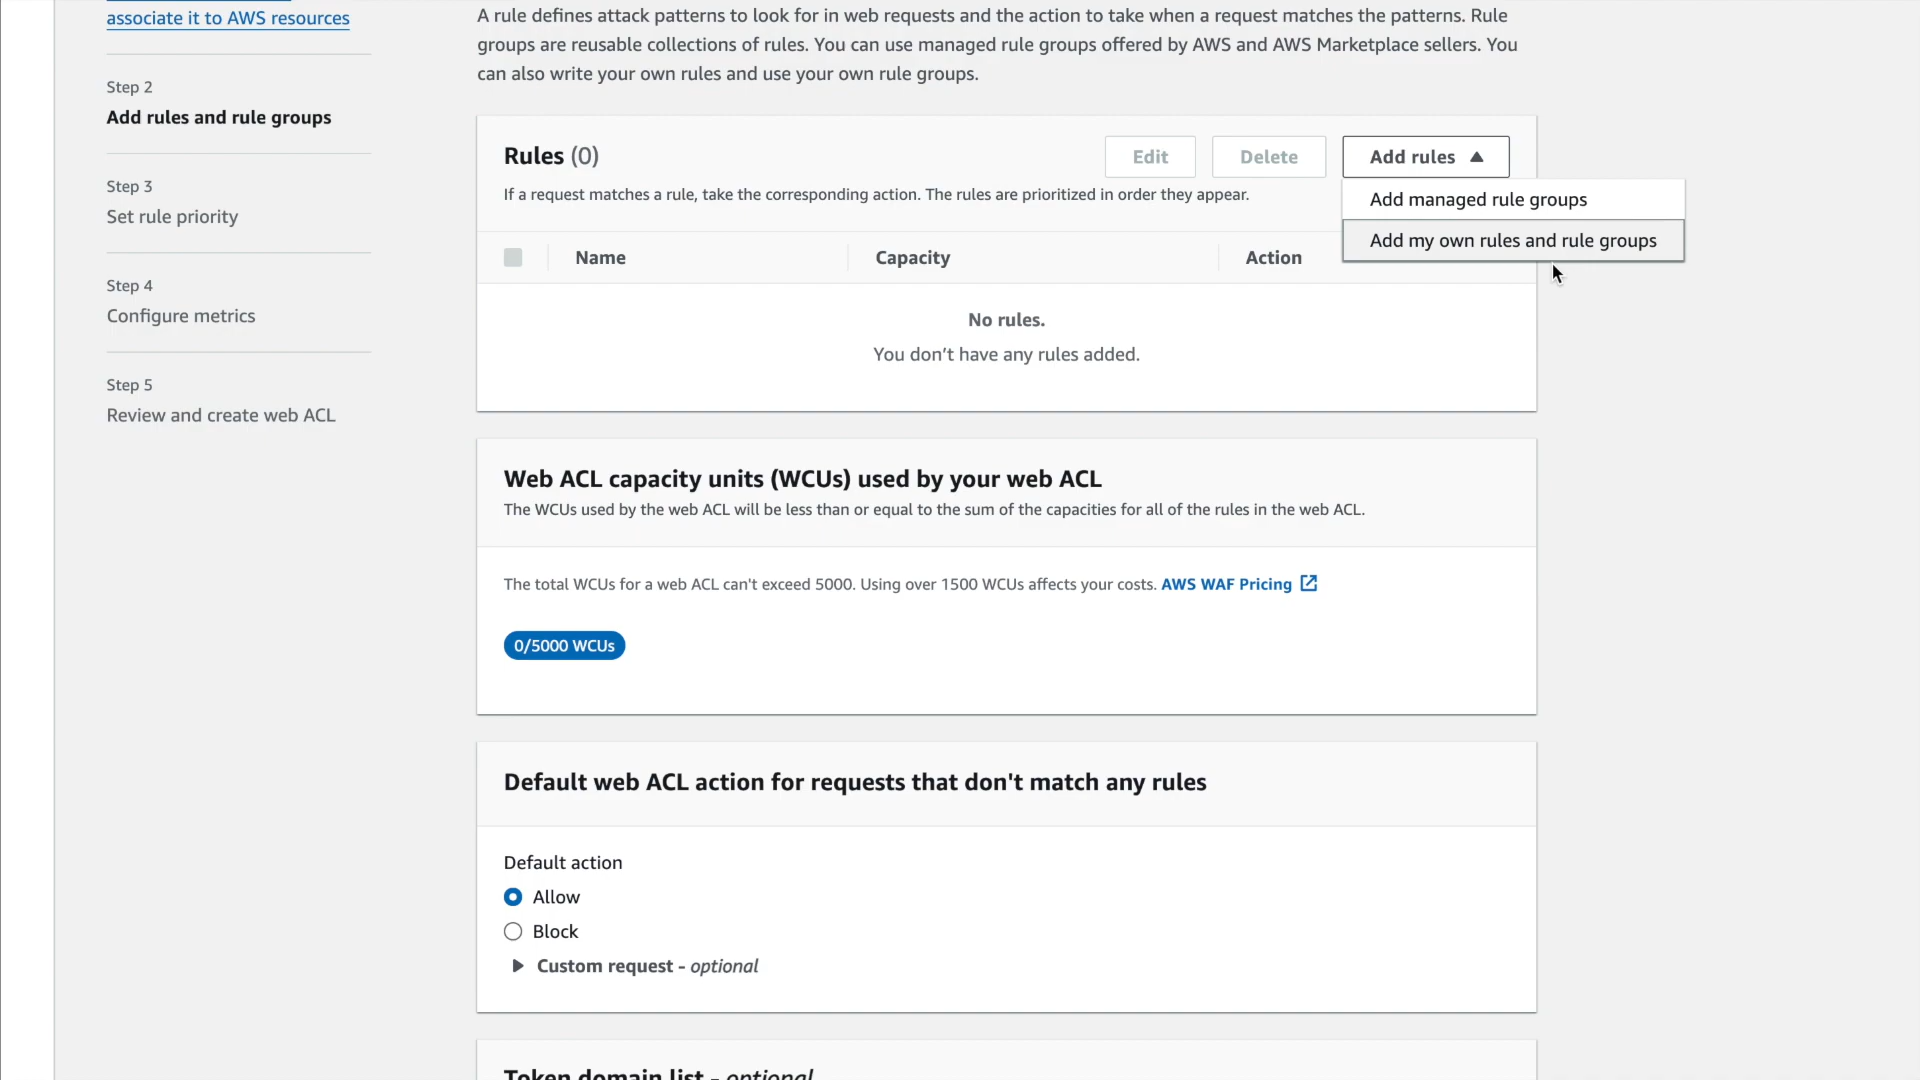 associate it to AWS resources
Step 2
Add rules and rule groups
Step 3
Set rule priority
Step 4
Configure metrics
Step 5
Review and create web ACL
A rule defines attack patterns to look for in web requests and the action to take when a request matches the patterns. Rule
groups are reusable collections of rules. You can use managed rule groups offered by AWS and AWS Marketplace sellers. You
can also write your own rules and use your own rule groups.
Rules (0)
Edit
Delete
Add rules
If a request matches a rule, take the corresponding action. The rules are prioritized in order they appear.
Add managed rule groups
Add my own rules and rule groups
Name
Capacity
Action
No rules.
You don’t have any rules added.
Web ACL capacity units (WCUs) used by your web ACL
The WCUs used by the web ACL will be less than or equal to the sum of the capacities for all of the rules in the web ACL.
The total WCUs for a web ACL can't exceed 5000. Using over 1500 WCUs affects your costs. AWS WAF Pricing
0/5000 WCUs
Default web ACL action for requests that don't match any rules
Default action
Allow
Block
Custom request - optional
Token domain list - optional